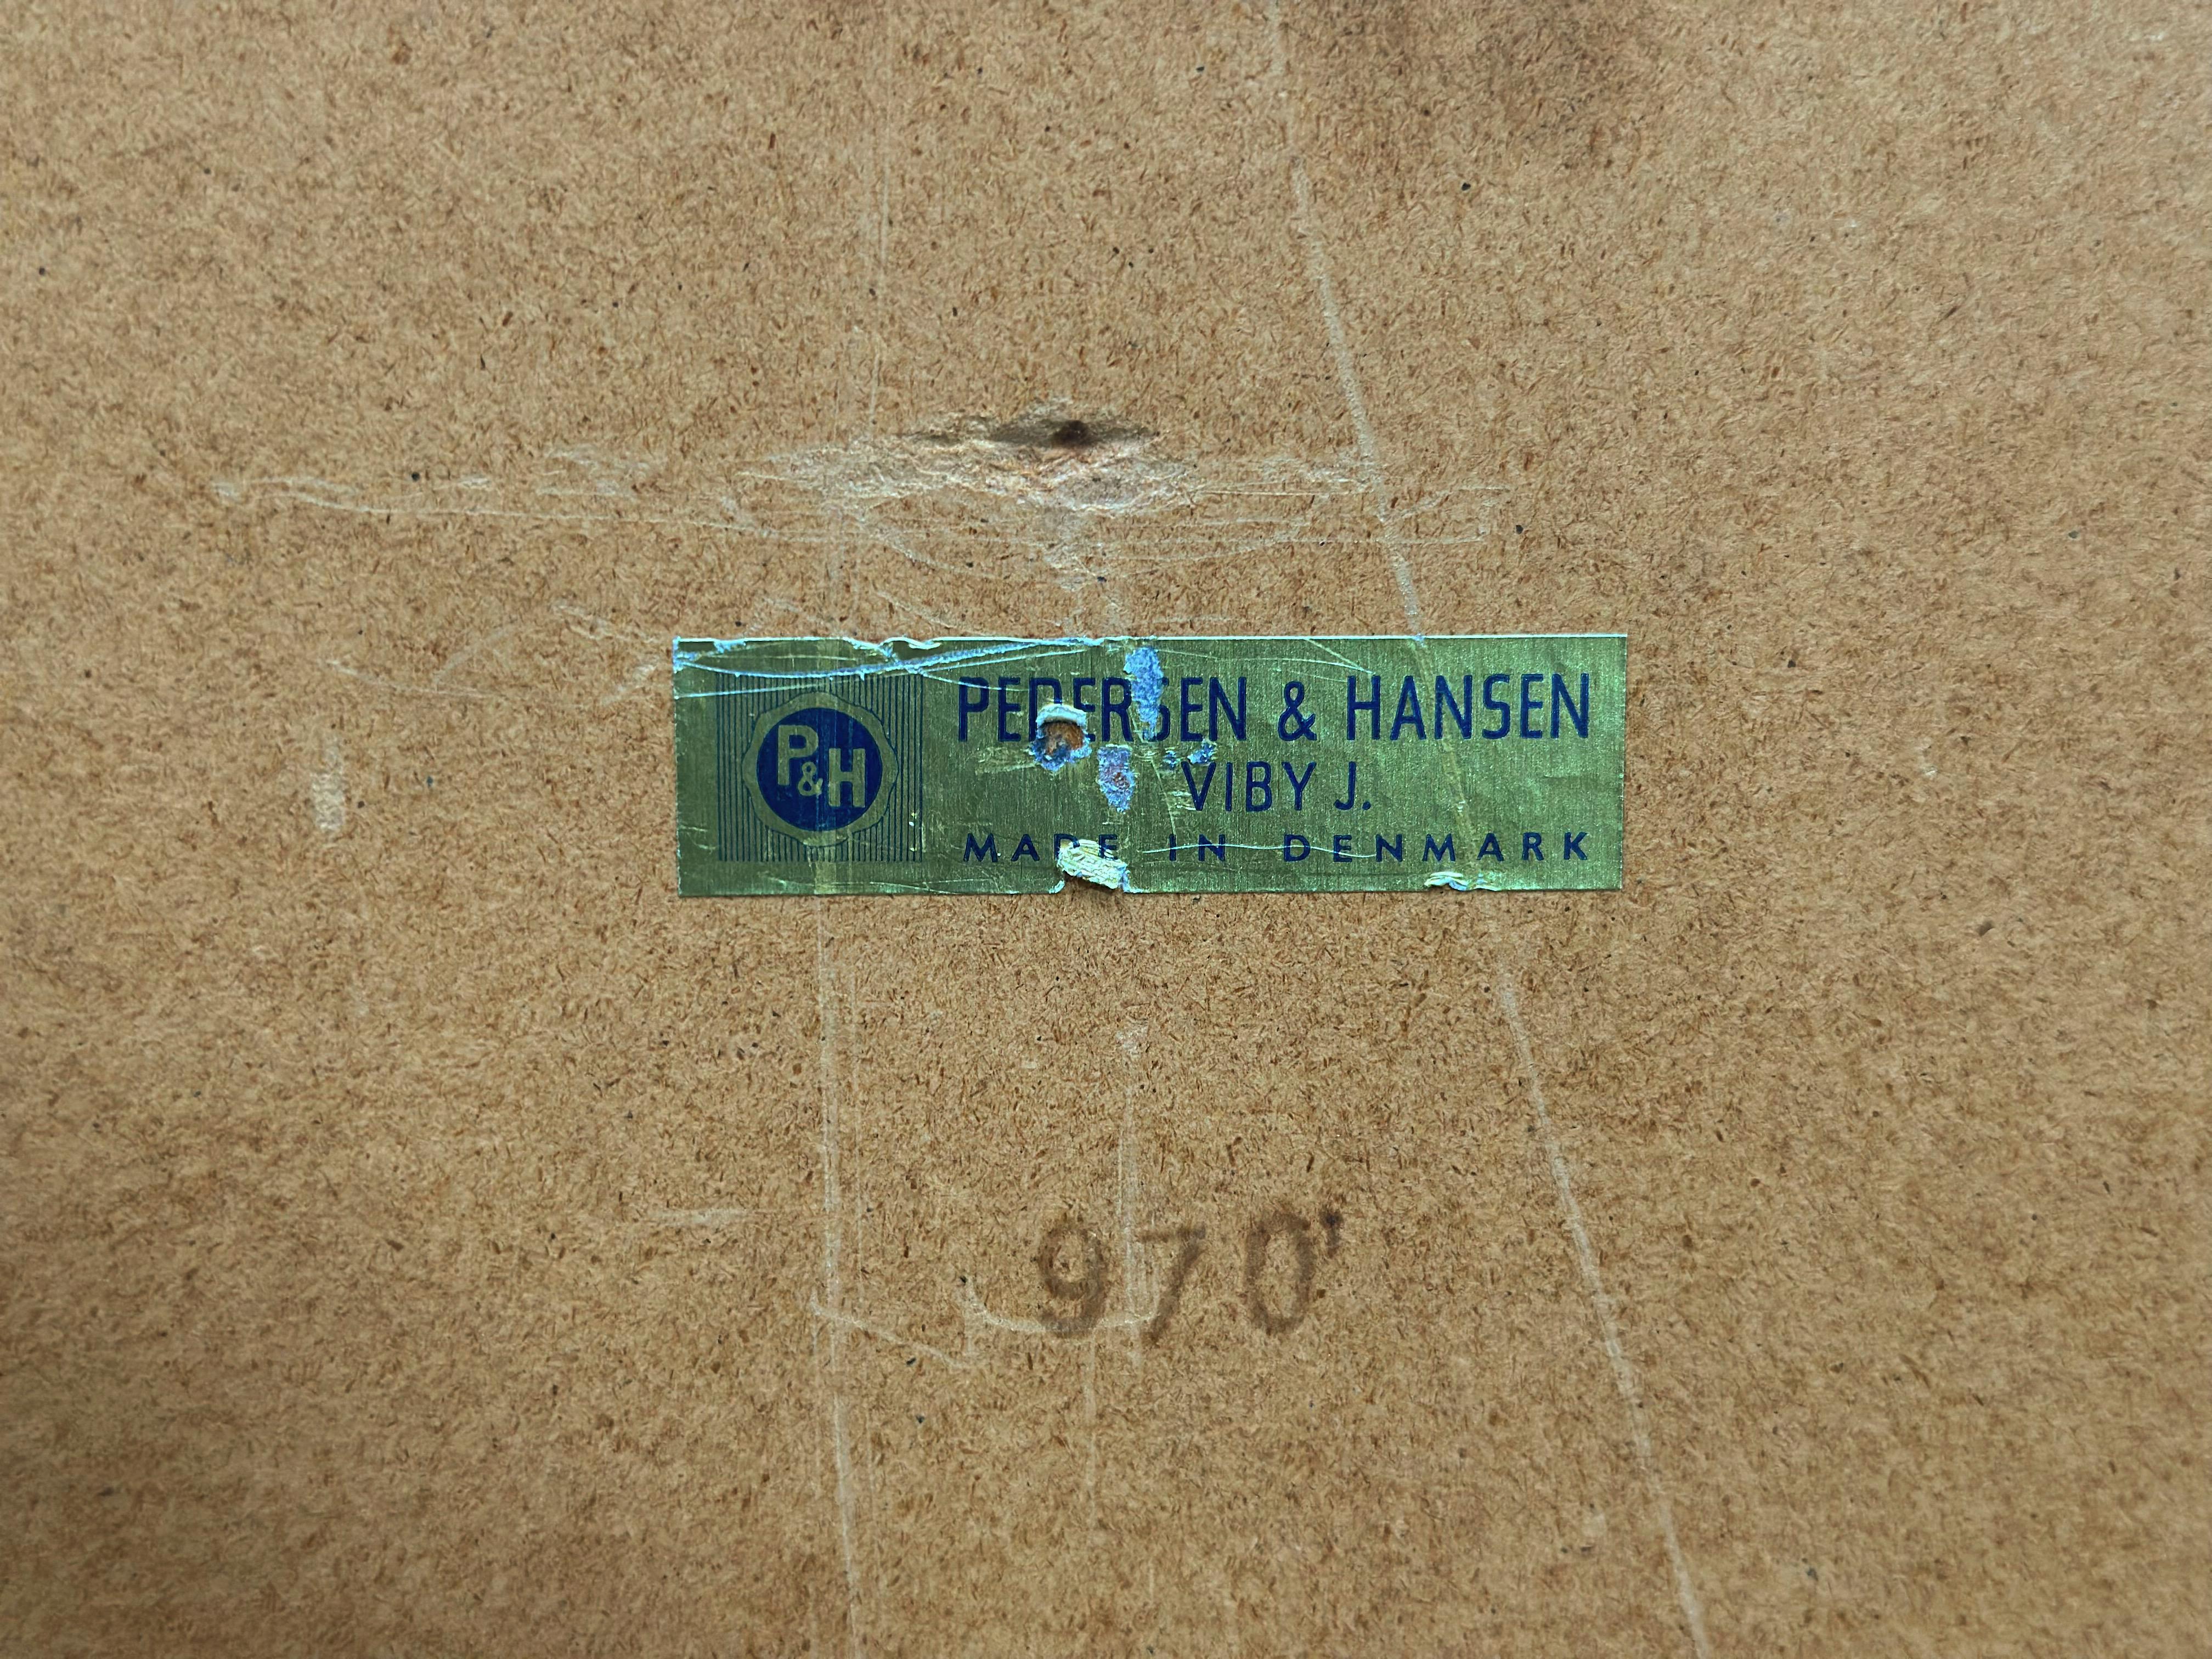 P&H
PEDERSEN & HANSEN
VIBY J.
MADE IN DENMARK
970'